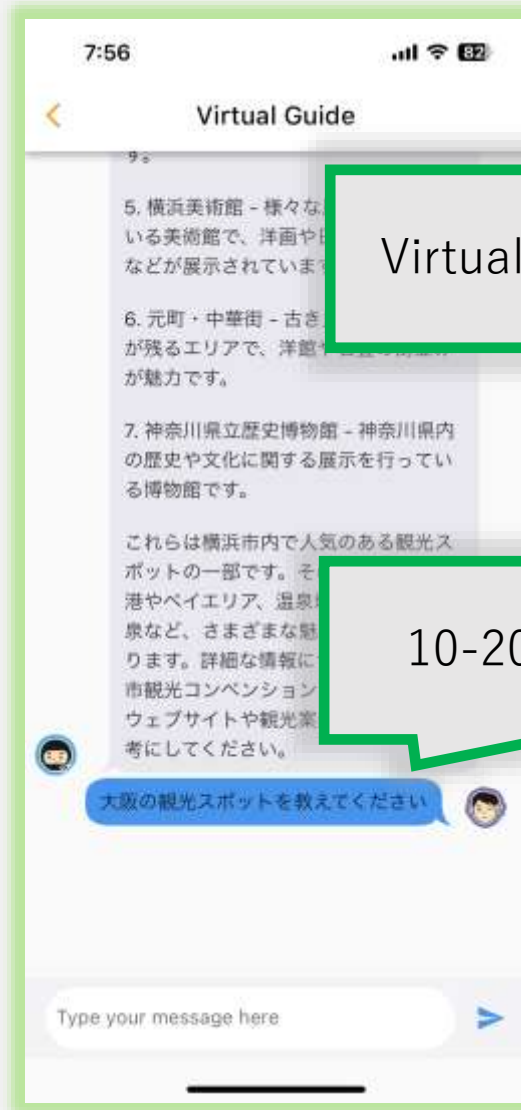 7:56
82
Virtual Guide
す。
5. 横浜美術館 - 様々な
いる美術館で、洋画や
などが展示されています
Virtual
6. 元町・中華街 - 古き
が残るエリアで、洋館や
が魅力です。
7. 神奈川県立歴史博物館 - 神奈川県内
の歴史や文化に関する展示を行ってい
る博物館です。
これらは横浜市内で人気のある観光ス
ポットの一部です。そ
港やベイエリア、温泉
泉など、さまざまな魅
ります。詳細な情報に
市観光コンベンション
ウェブサイトや観光案
考にしてください。
10-20
大阪の観光スポットを教えてください
Type your message here